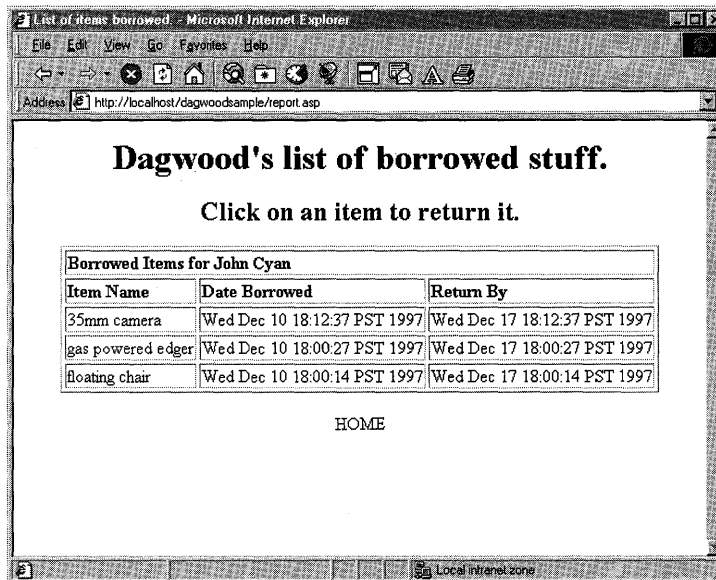 List of items borrowed. - Microsoft Internet Explorer
File Edit View Go Favorites Help
Address http://localhost/dagwoodsample/report.asp
Dagwood's list of borrowed stuff.
Click on an item to return it.
Borrowed Items for John Cyan
Item Name Date Borrowed Return By
35mm camera Wed Dec 10 18:12:37 PST 1997 Wed Dec 17 18:12:37 PST 1997
gas powered edger Wed Dec 10 18:00:27 PST 1997 Wed Dec 17 18:00:27 PST 1997
floating chair Wed Dec 10 18:00:14 PST 1997 Wed Dec 17 18:00:14 PST 1997
HOME
Local intranet zone